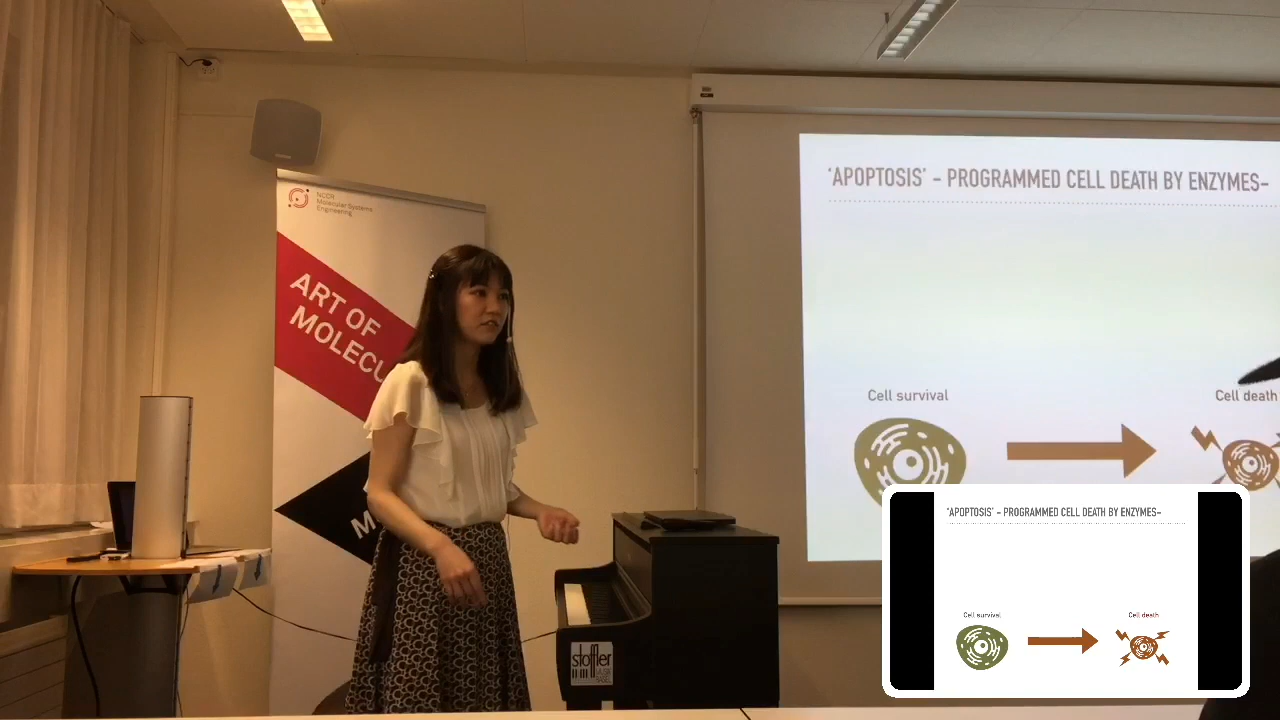 NCCR
Molecular Systems
Engineering
ART OF
MOLECU
M
'APOPTOSIS' - PROGRAMMED CELL DEATH BY ENZYMES-
Cell survival
Cell death
stoffler
'APOPTOSIS' - PROGRAMMED CELL DEATH BY ENZYMES-
Cell survival
Cell death